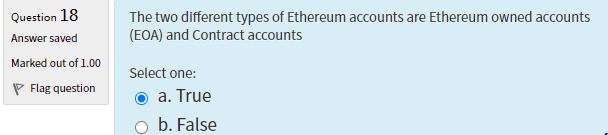 Question 18
Answer saved
Marked out of 1.00
Flag question
The two different types of Ethereum accounts are Ethereum owned accounts
(EOA) and Contract accounts
Select one:
a. True
b. False